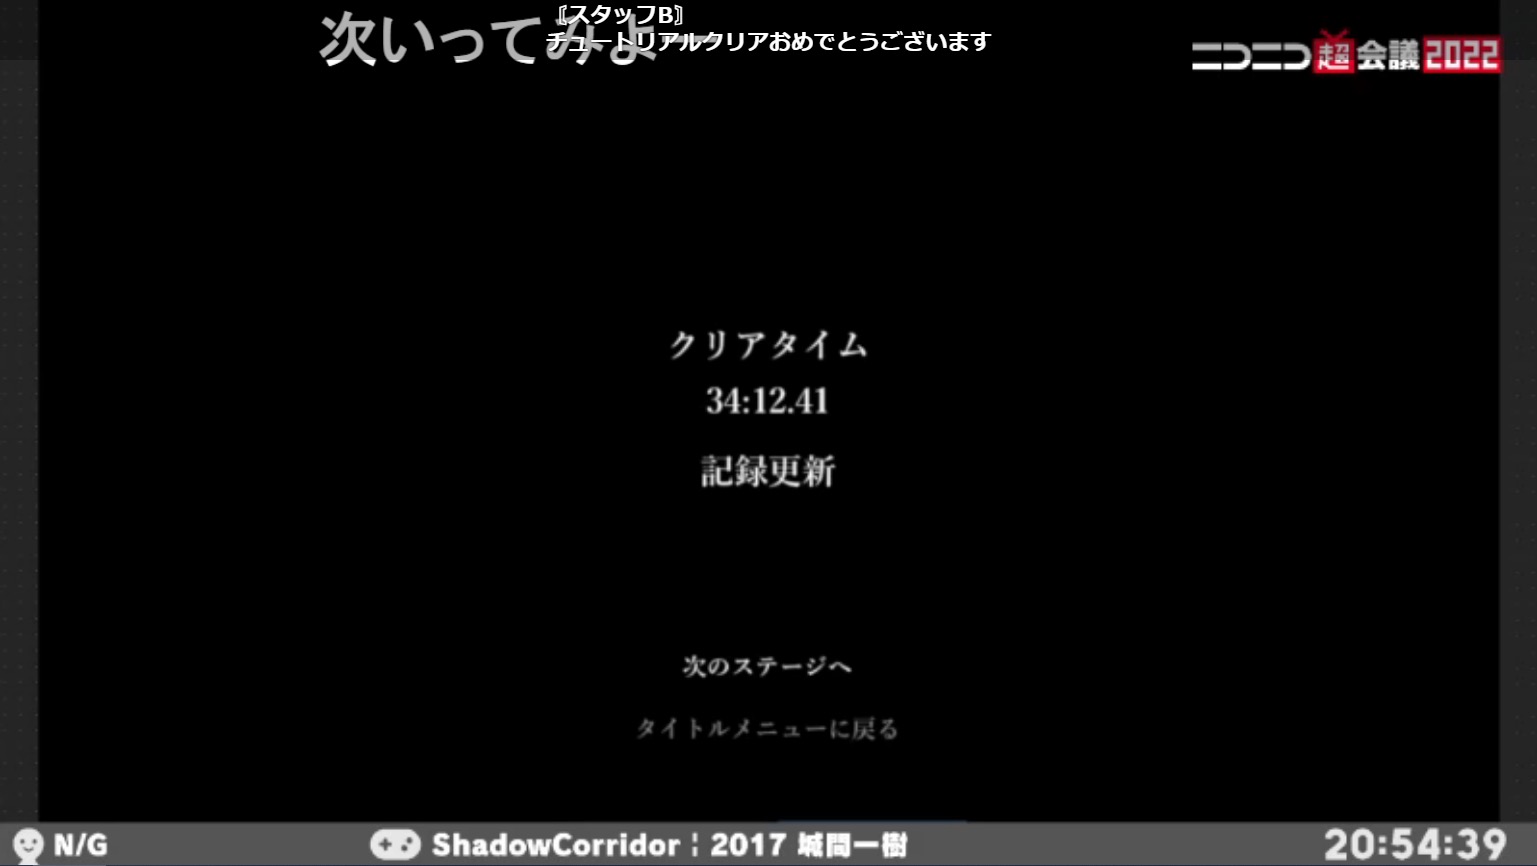 次いってみよー
〖スタッフB〗
チュートリアルクリアおめでとうございます
ニコニコ超会議2022
クリアタイム
34:12.41
記録更新
次のステージへ
タイトルメニューに戻る
N/G
ShadowCorridor ¦ 2017 城間一樹
20:54:39